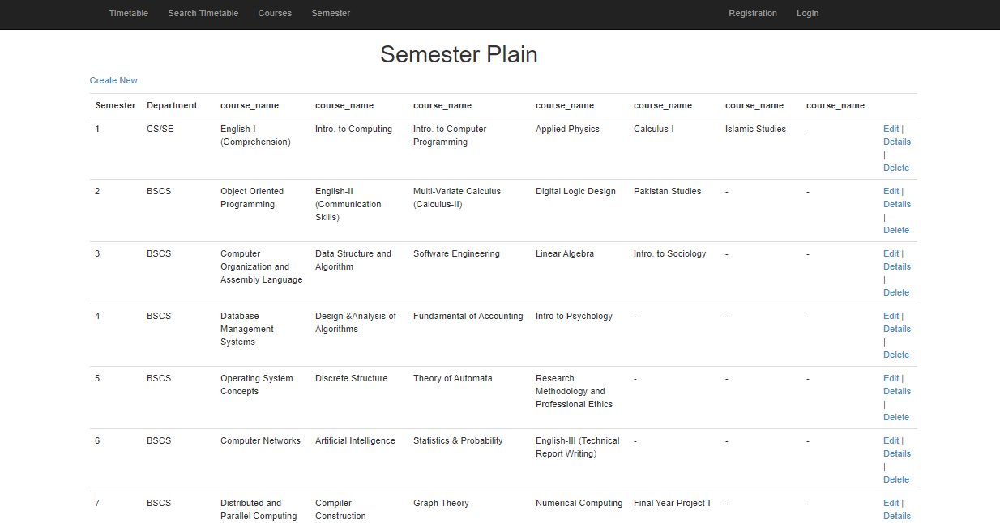 Timetable Search Timetable Courses Semester Registration Login
Semester Plain
Create New
Semester Department course_name course_name course_name course_name course_name course_name course_name
1 CS/SE English-I Intro. to Computing Intro. to Computer Applied Physics Calculus-I Islamic Studies - Edit |
(Comprehension) Programming Details
|
Delete
2 BSCS Object Oriented English-II Multi-Variate Calculus Digital Logic Design Pakistan Studies - - Edit |
Programming (Communication (Calculus-II) Details
Skills) |
Delete
3 BSCS Computer Data Structure and Software Engineering Linear Algebra Intro. to Sociology - - Edit |
Organization and Algorithm Details
Assembly Language |
Delete
4 BSCS Database Design &Analysis of Fundamental of Accounting Intro to Psychology - - - Edit |
Management Algorithms Details
Systems |
Delete
5 BSCS Operating System Discrete Structure Theory of Automata Research - - - Edit |
Concepts Methodology and Details
Professional Ethics |
Delete
6 BSCS Computer Networks Artificial Intelligence Statistics & Probability English-III (Technical - - - Edit |
Report Writing) Details
|
Delete
7 BSCS Distributed and Compiler Graph Theory Numerical Computing Final Year Project-I - - Edit |
Parallel Computing Construction Details